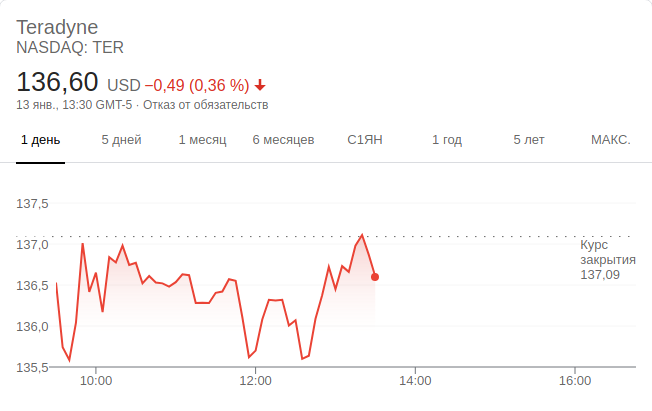 Teradyne
NASDAQ: TER
136,60 USD −0,49 (0,36 %)
13 янв., 13:30 GMT-5 · Отказ от обязательств
1 день 5 дней 1 месяц 6 месяцев С1ЯН 1 год 5 лет МАКС.
137,5
137,0
136,5
136,0
135,5
Курс
закрытия
137,09
10:00 12:00 14:00 16:00